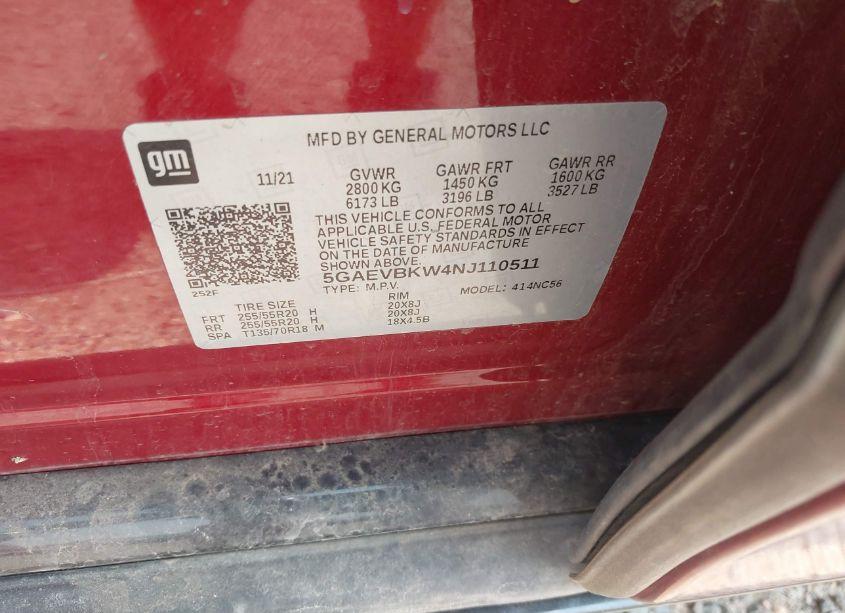 MFD BY GENERAL MOTORS LLC
gm
11/21 GVWR GAWR FRT GAWR RR
2800 KG 1450 KG 1600 KG
6173 LB 3196 LB 3527 LB
THIS VEHICLE CONFORMS TO ALL
APPLICABLE U.S. FEDERAL MOTOR
VEHICLE SAFETY STANDARDS IN EFFECT
ON THE DATE OF MANUFACTURE
SHOWN ABOVE.
5GAEVBKW4NJ110511
252F
TYPE: M.P.V. MODEL: 414NC56
TIRE SIZE RIM
FRT 255/55R20 H 20X8J
RR 255/55R20 H 20X8J
SPA T135/70R18 M 18X4.5B